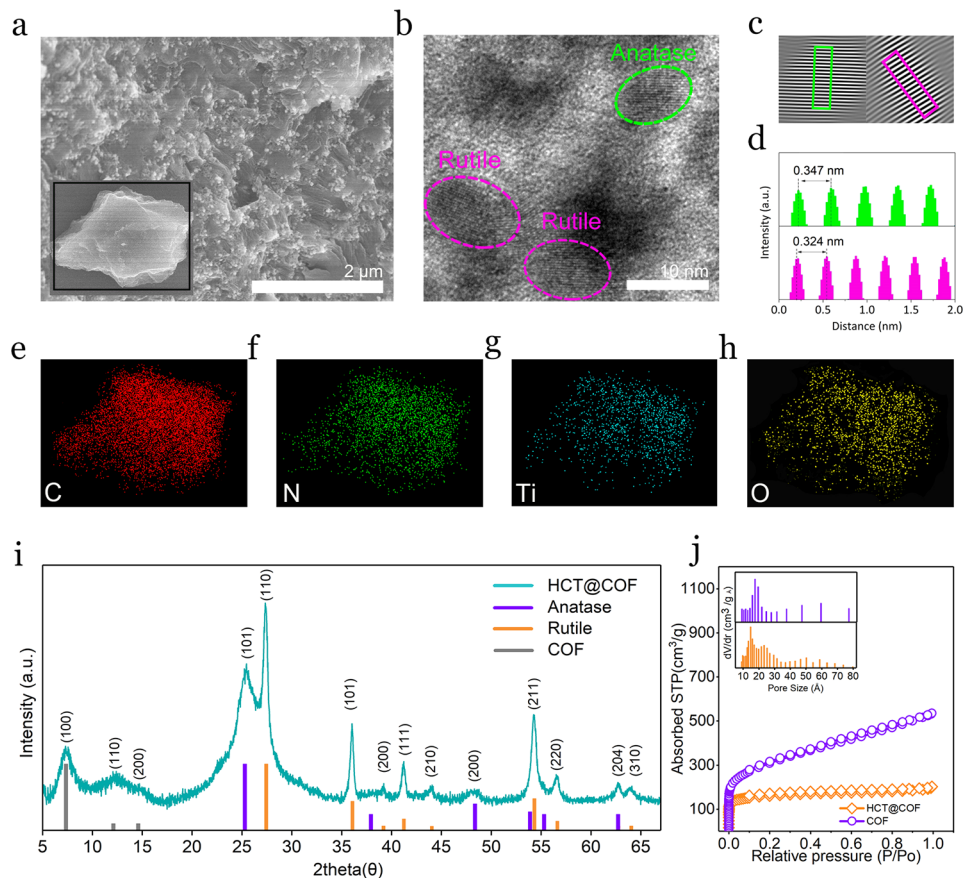 a
b
c
Anatase
Rutile
Rutile
2 μm
10 nm
d
0.347 nm
0.324 nm
Intensity (a.u.)
0.0 0.5 1.0 1.5 2.0
Distance (nm)
e
f
g
h
C
N
Ti
O
i
HCT@COF
Anatase
Rutile
COF
(100)
(110)
(200)
(101)
(110)
(101)
(200)
(111)
(210)
(200)
(211)
(220)
(204)
(310)
Intensity (a.u.)
5 10 15 20 25 30 35 40 45 50 55 60 65
2theta(θ)
j
1100
900
700
500
300
100
Absorbed STP(cm³/g)
dV/dr (cm³/g
10 20 30 40 50 60 70 80
Pore Size (Å)
HCT@COF
COF
0.0 0.2 0.4 0.6 0.8 1.0
Relative pressure (P/Po)